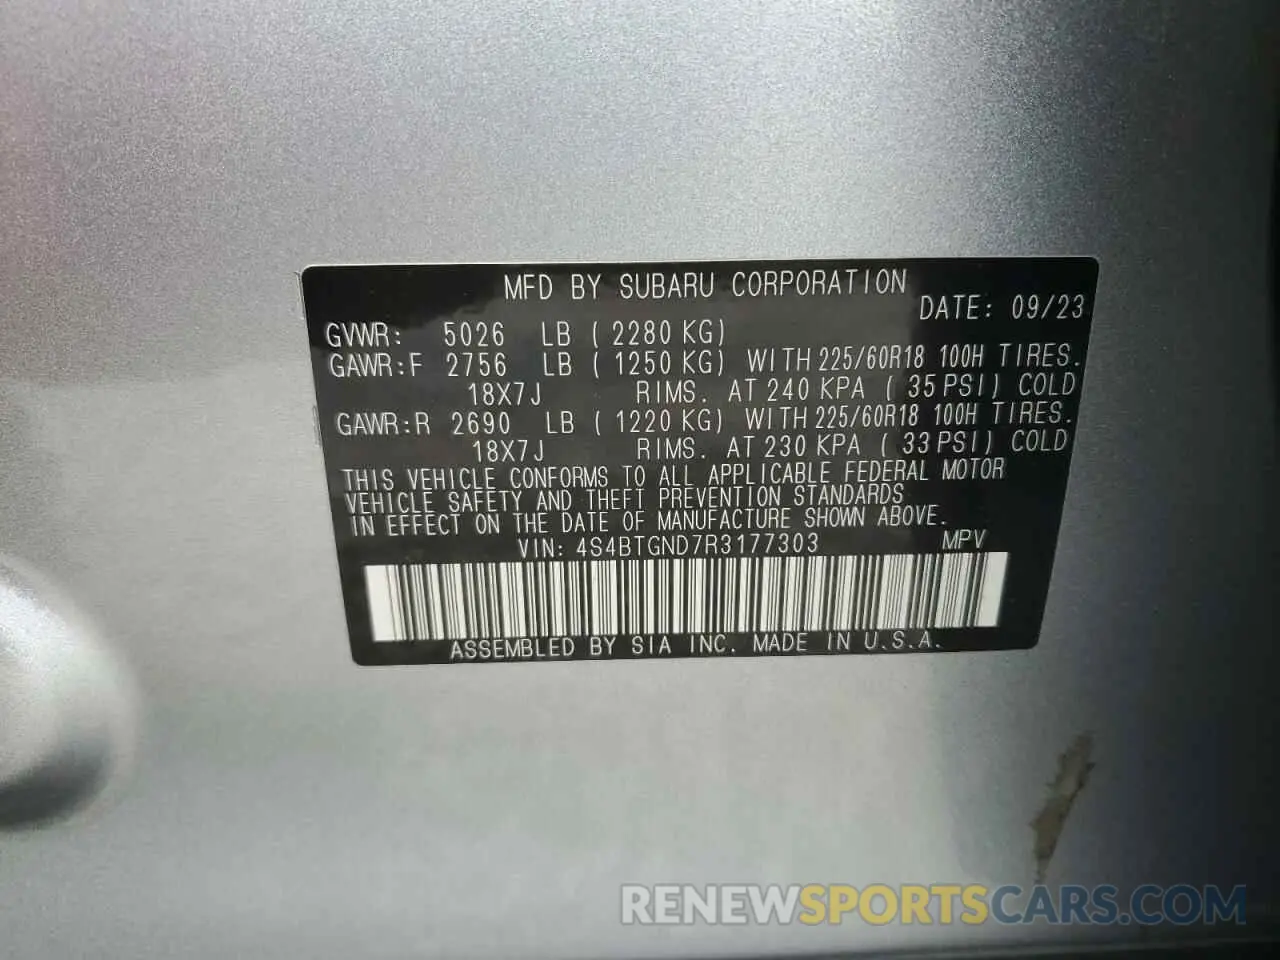 MFD BY SUBARU CORPORATION
DATE: 09/23
GVWR: 5026 LB ( 2280 KG)
GAWR:F 2756 LB ( 1250 KG) WITH 225/60R18 100H TIRES.
18X7J RIMS. AT 240 KPA ( 35 PSI) COLD
GAWR:R 2690 LB ( 1220 KG) WITH 225/60R18 100H TIRES.
18X7J RIMS. AT 230 KPA ( 33 PSI) COLD
THIS VEHICLE CONFORMS TO ALL APPLICABLE FEDERAL MOTOR
VEHICLE SAFETY AND THEFT PREVENTION STANDARDS
IN EFFECT ON THE DATE OF MANUFACTURE SHOWN ABOVE.
VIN: 4S4BTGND7R3177303 MPV
ASSEMBLED BY SIA INC. MADE IN U.S.A.
RENEWSPORTSCARS.COM